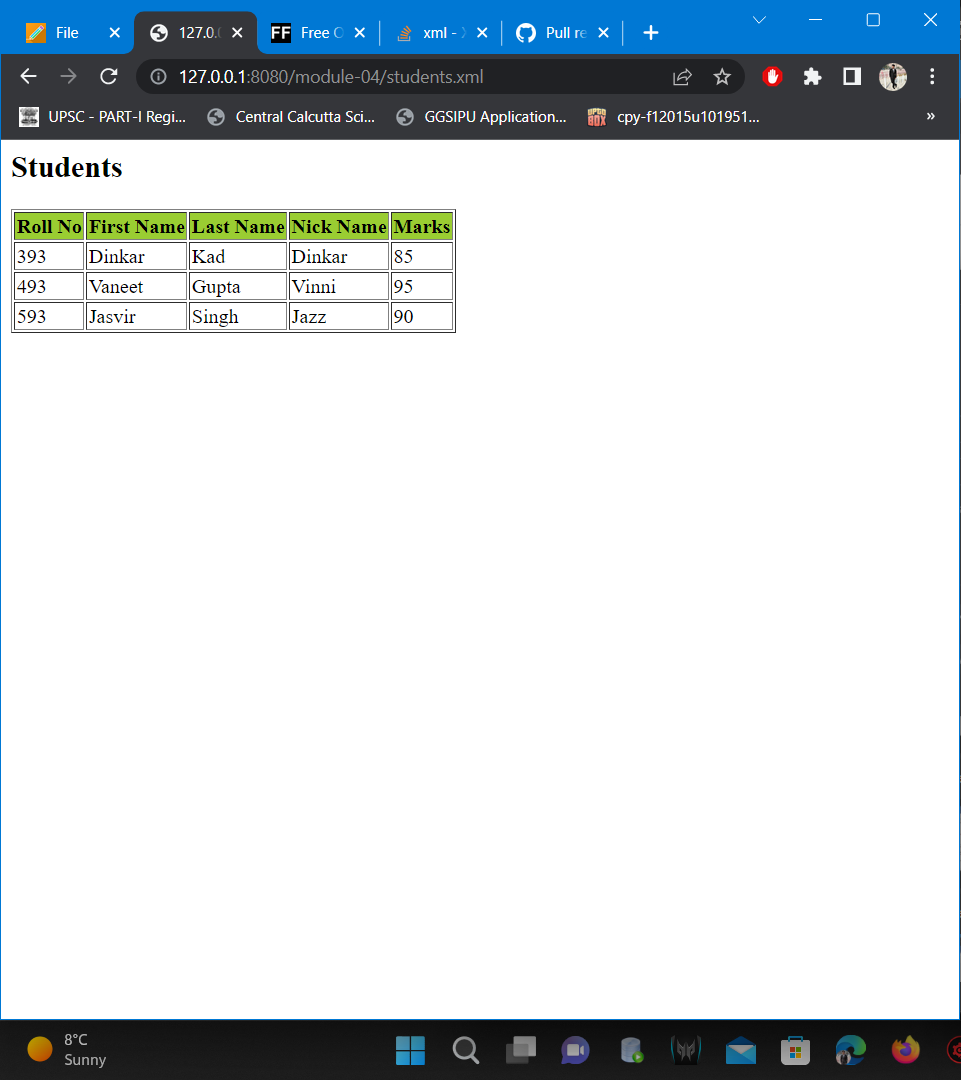 File 127.0.( Free C xml - Pull re
127.0.0.1:8080/module-04/students.xml
UPSC - PART-I Regi... Central Calcutta Sci... GGSIPU Application... cpy-f12015u101951... »
Students
Roll No First Name Last Name Nick Name Marks
393 Dinkar Kad Dinkar 85
493 Vaneet Gupta Vinni 95
593 Jasvir Singh Jazz 90
8°C
Sunny